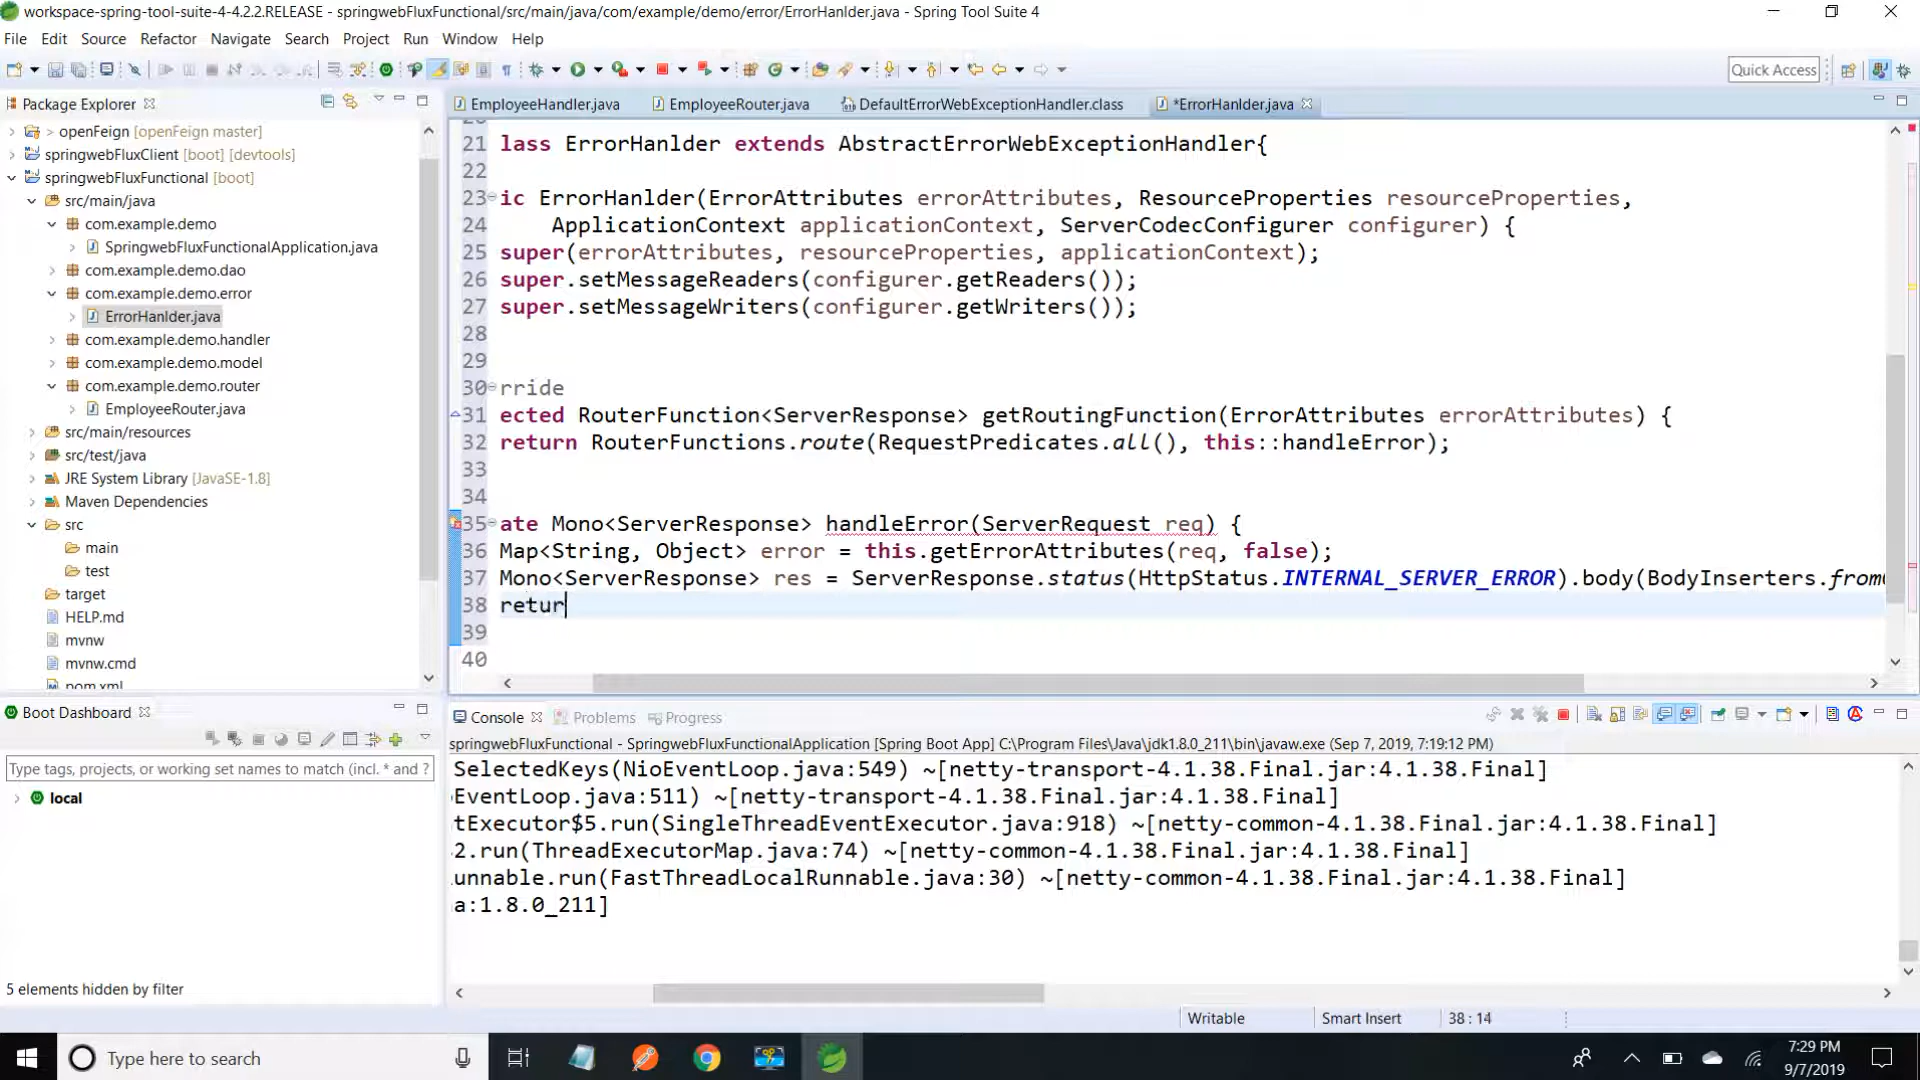 workspace-spring-tool-suite-4-4.2.2.RELEASE - springwebFluxFunctional/src/main/java/com/example/demo/error/ErrorHanlder.java - Spring Tool Suite 4
File Edit Source Refactor Navigate Search Project Run Window Help
Quick Access
Package Explorer
EmployeeHandler.java
EmployeeRouter.java
DefaultErrorWebExceptionHandler.class
*ErrorHanlder.java
> openFeign [openFeign master]
springwebFluxClient [boot] [devtools]
springwebFluxFunctional [boot]
src/main/java
com.example.demo
SpringwebFluxFunctionalApplication.java
com.example.demo.dao
com.example.demo.error
ErrorHanlder.java
com.example.demo.handler
com.example.demo.model
com.example.demo.router
EmployeeRouter.java
src/main/resources
src/test/java
JRE System Library [JavaSE-1.8]
Maven Dependencies
src
main
test
target
HELP.md
mvnw
mvnw.cmd
pom.xml
21 lass ErrorHanlder extends AbstractErrorWebExceptionHandler{
22
23 ic ErrorHanlder(ErrorAttributes errorAttributes, ResourceProperties resourceProperties,
24 ApplicationContext applicationContext, ServerCodecConfigurer configurer) {
25 super(errorAttributes, resourceProperties, applicationContext);
26 super.setMessageReaders(configurer.getReaders());
27 super.setMessageWriters(configurer.getWriters());
28
29
30 rride
31 ected RouterFunction<ServerResponse> getRoutingFunction(ErrorAttributes errorAttributes) {
32 return RouterFunctions.route(RequestPredicates.all(), this::handleError);
33
34
35 ate Mono<ServerResponse> handleError(ServerRequest req) {
36 Map<String, Object> error = this.getErrorAttributes(req, false);
37 Mono<ServerResponse> res = ServerResponse.status(HttpStatus.INTERNAL_SERVER_ERROR).body(BodyInserters.from
38 retur
39
40
Boot Dashboard
Type tags, projects, or working set names to match (incl. * and ?
local
5 elements hidden by filter
Console Problems Progress
springwebFluxFunctional - SpringwebFluxFunctionalApplication [Spring Boot App] C:\Program Files\Java\jdk1.8.0_211\bin\javaw.exe (Sep 7, 2019, 7:19:12 PM)
SelectedKeys(NioEventLoop.java:549) ~[netty-transport-4.1.38.Final.jar:4.1.38.Final]
EventLoop.java:511) ~[netty-transport-4.1.38.Final.jar:4.1.38.Final]
tExecutor$5.run(SingleThreadEventExecutor.java:918) ~[netty-common-4.1.38.Final.jar:4.1.38.Final]
2.run(ThreadExecutorMap.java:74) ~[netty-common-4.1.38.Final.jar:4.1.38.Final]
unnable.run(FastThreadLocalRunnable.java:30) ~[netty-common-4.1.38.Final.jar:4.1.38.Final]
a:1.8.0_211]
Writable Smart Insert 38 : 14
Type here to search
7:29 PM
9/7/2019